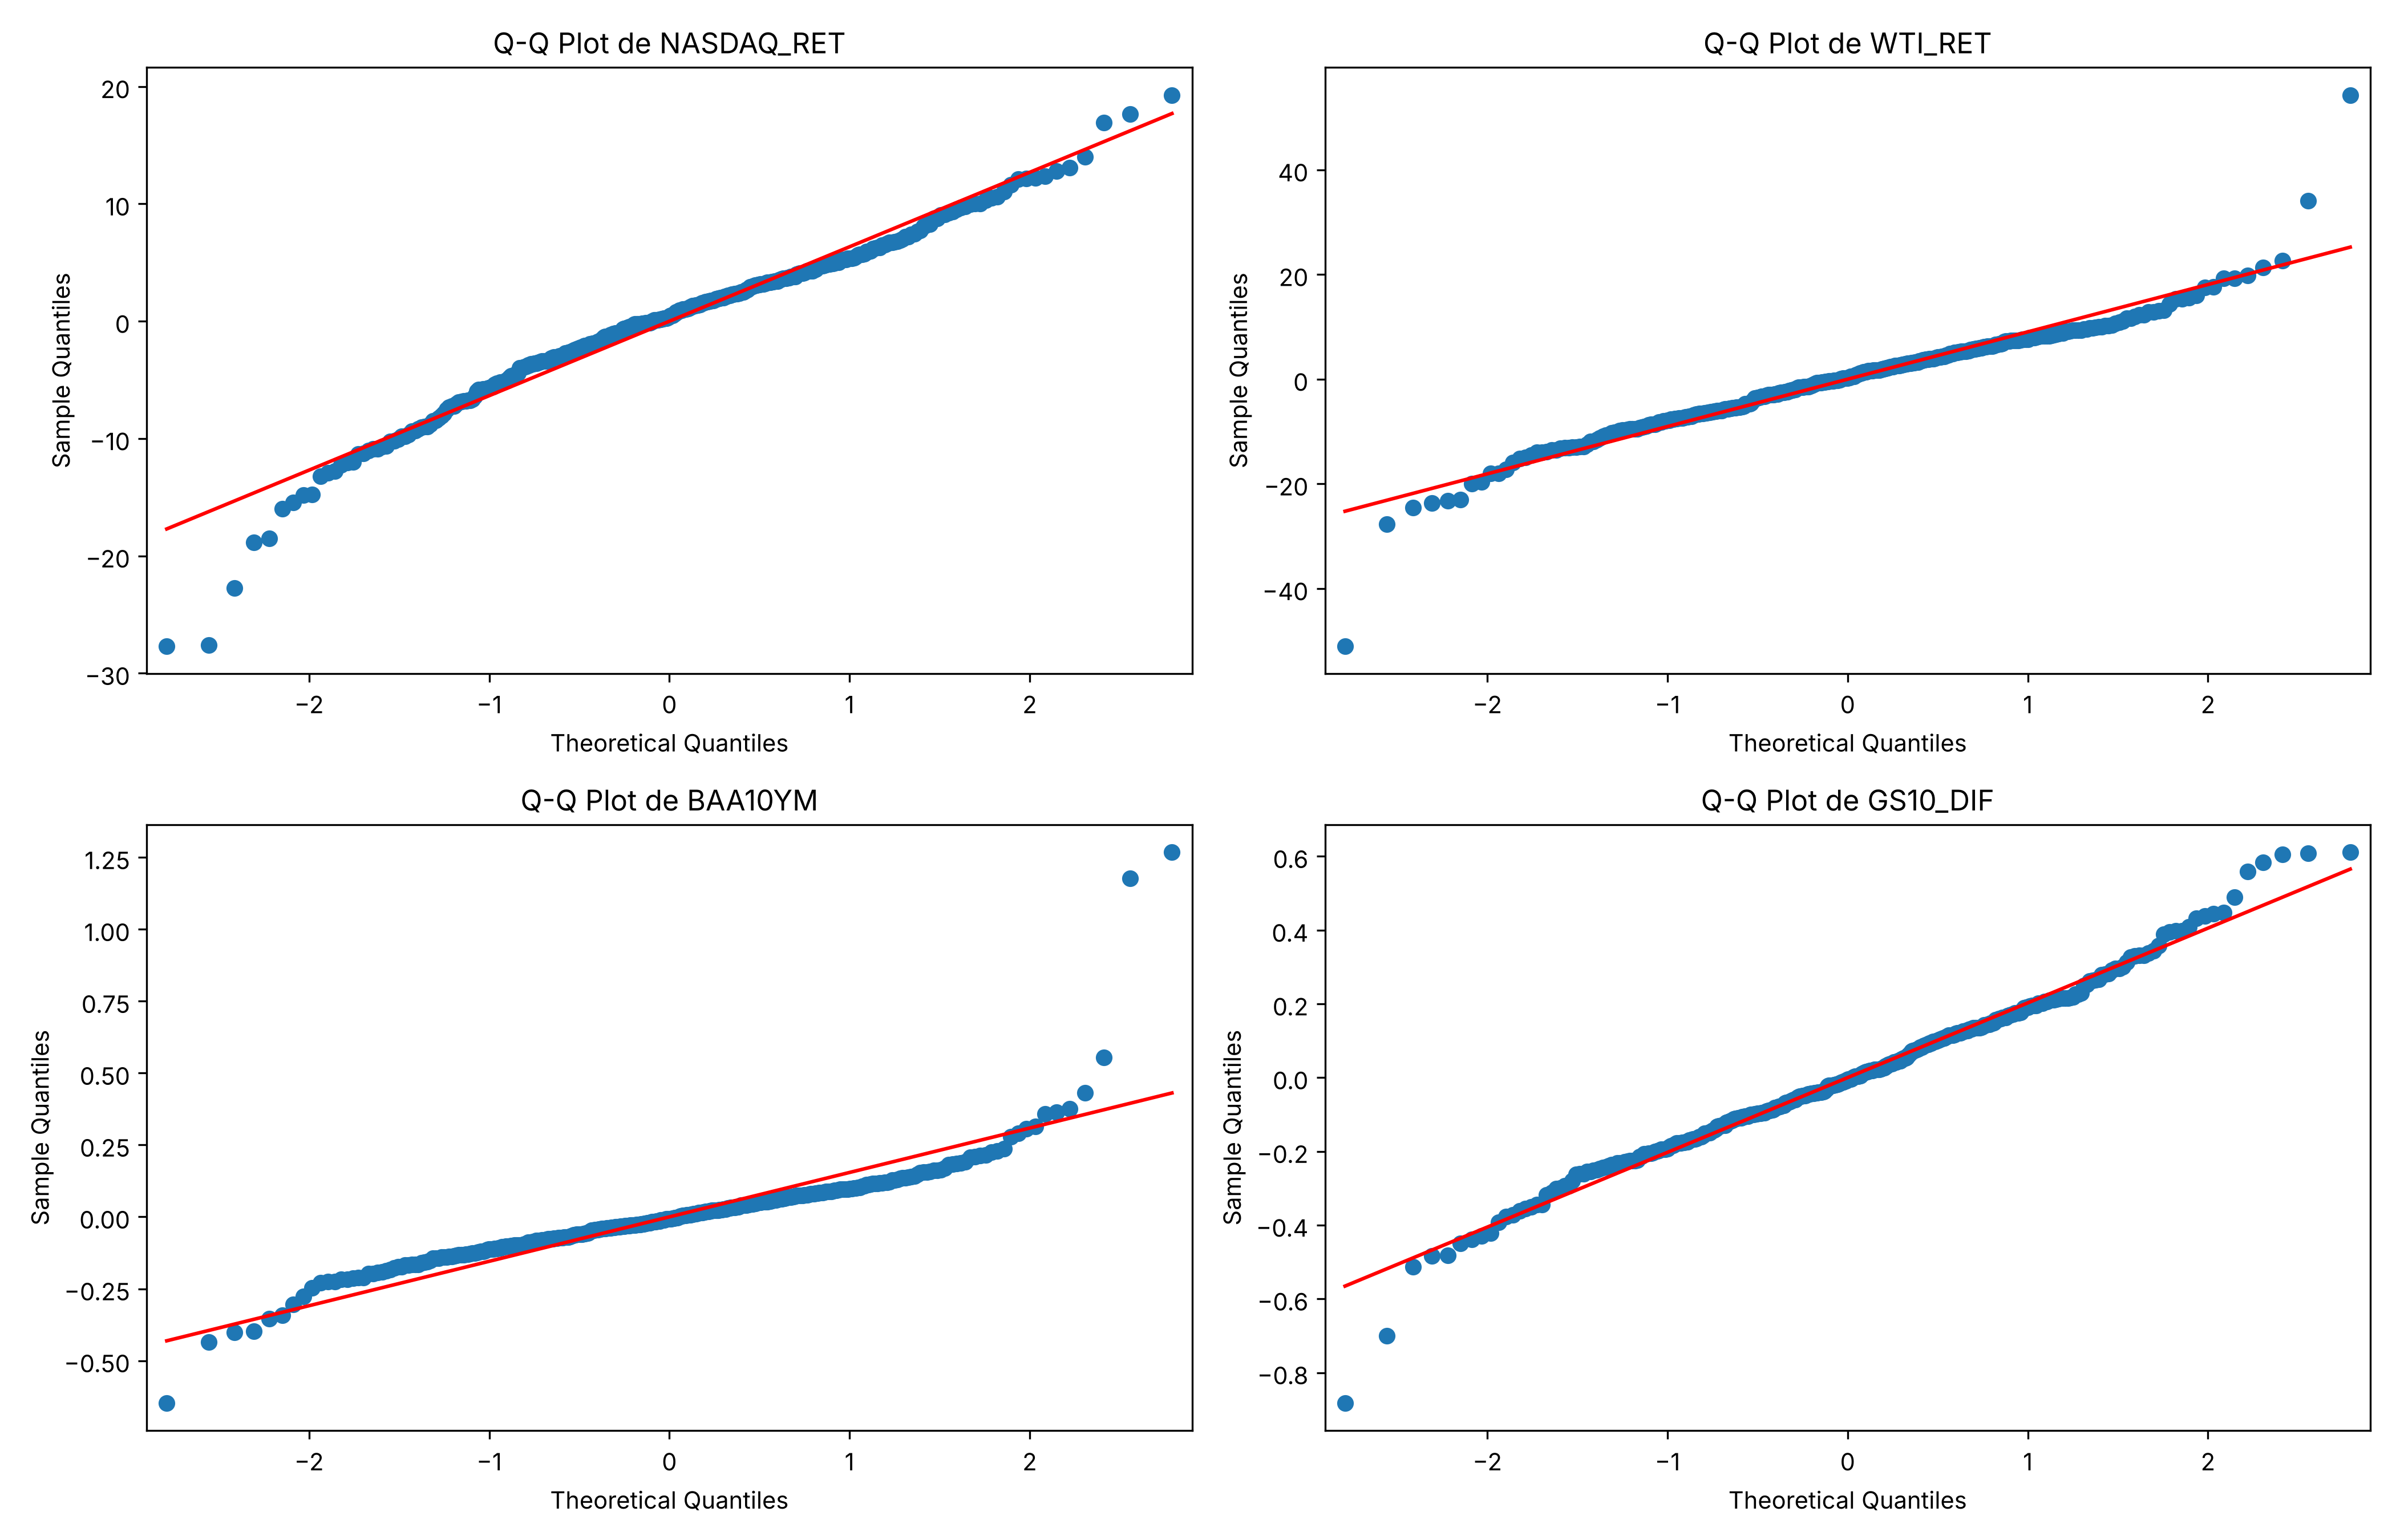 Q-Q Plot de NASDAQ_RET
20
10
0
−10
−20
−30
Sample Quantiles
−2 −1 0 1 2
Theoretical Quantiles
Q-Q Plot de WTI_RET
40
20
0
−20
−40
Sample Quantiles
−2 −1 0 1 2
Theoretical Quantiles
Q-Q Plot de BAA10YM
1.25
1.00
0.75
0.50
0.25
0.00
−0.25
−0.50
Sample Quantiles
−2 −1 0 1 2
Theoretical Quantiles
Q-Q Plot de GS10_DIF
0.6
0.4
0.2
0.0
−0.2
−0.4
−0.6
−0.8
Sample Quantiles
−2 −1 0 1 2
Theoretical Quantiles